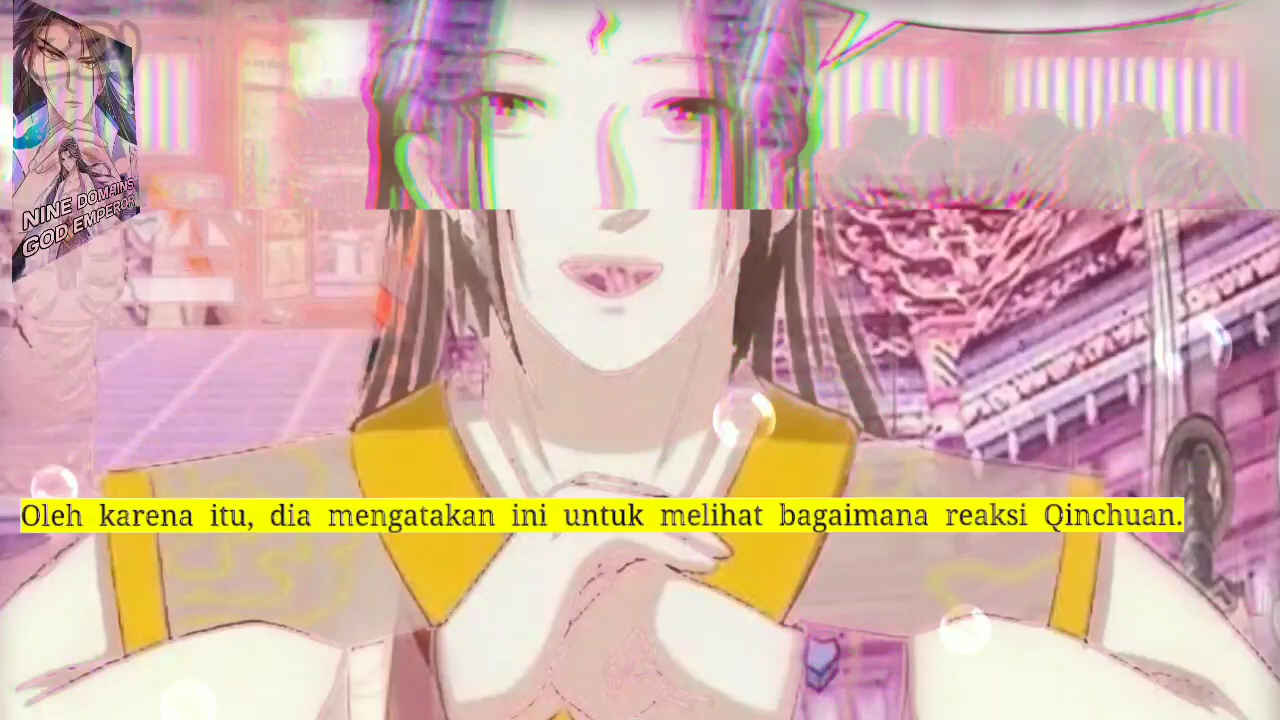 NINE DOMAINS
GOD EMPEROR
Oleh karena itu, dia mengatakan ini untuk melihat bagaimana reaksi Qinchuan.